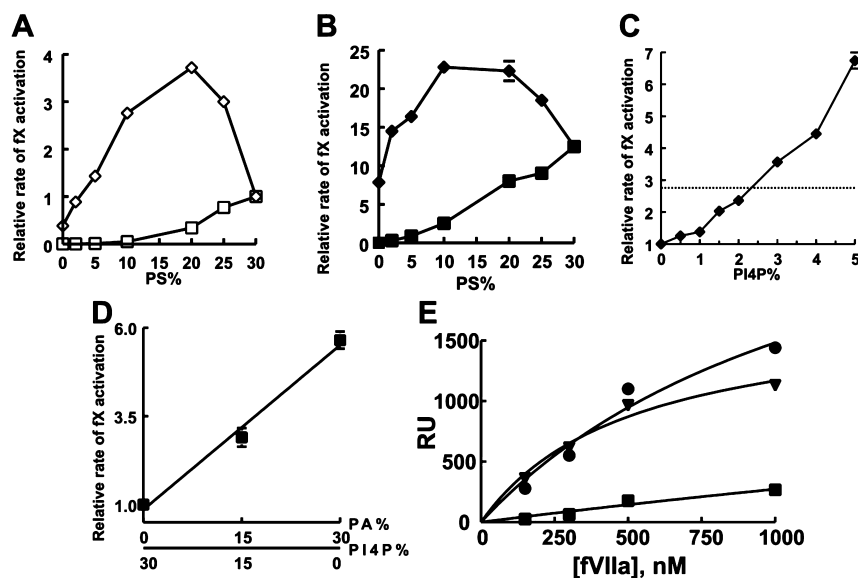 A
Relative rate of fX activation
4
3
2
1
0
0 5 10 15 20 25 30
PS%
B
Relative rate of fX activation
25
20
15
10
5
0
0 5 10 15 20 25 30
PS%
C
Relative rate of fX activation
7
6
5
4
3
2
1
0 1 2 3 4 5
PI4P%
D
Relative rate of fX activation
6.0
3.5
1.0
0 15 30
PA%
30 15 0
PI4P%
E
RU
1500
1000
500
0
0 250 500 750 1000
[fVIIa], nM